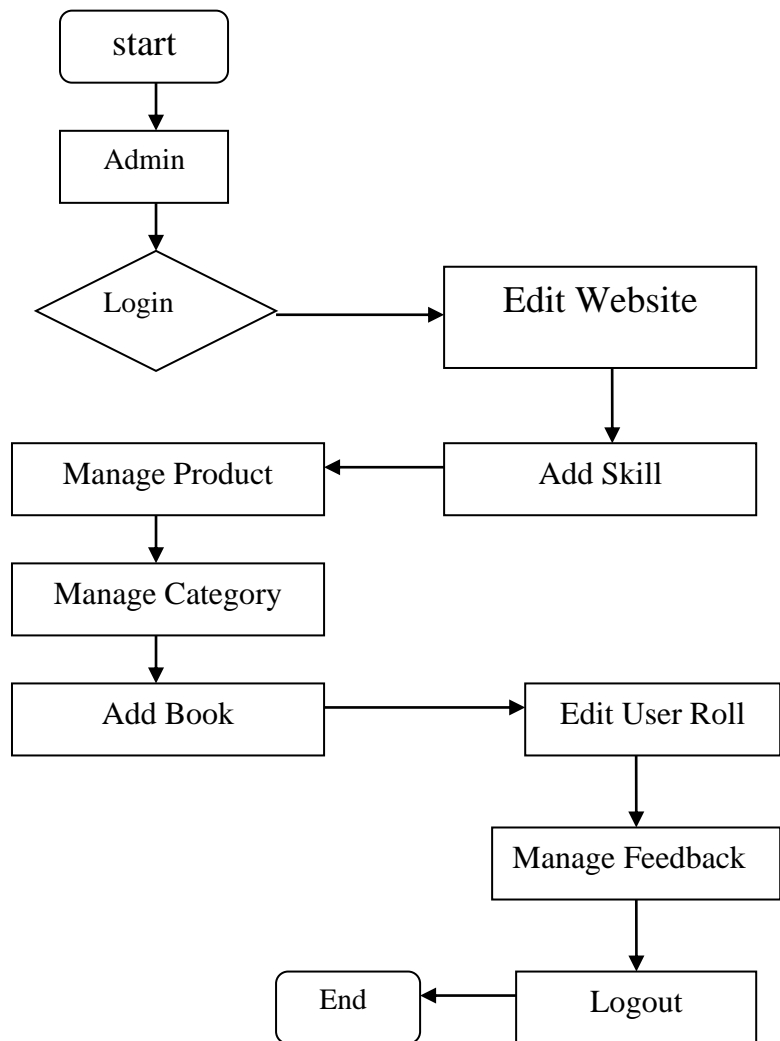 start
Admin
Login
Edit Website
Add Skill
Manage Product
Manage Category
Add Book
Edit User Roll
Manage Feedback
Logout
End